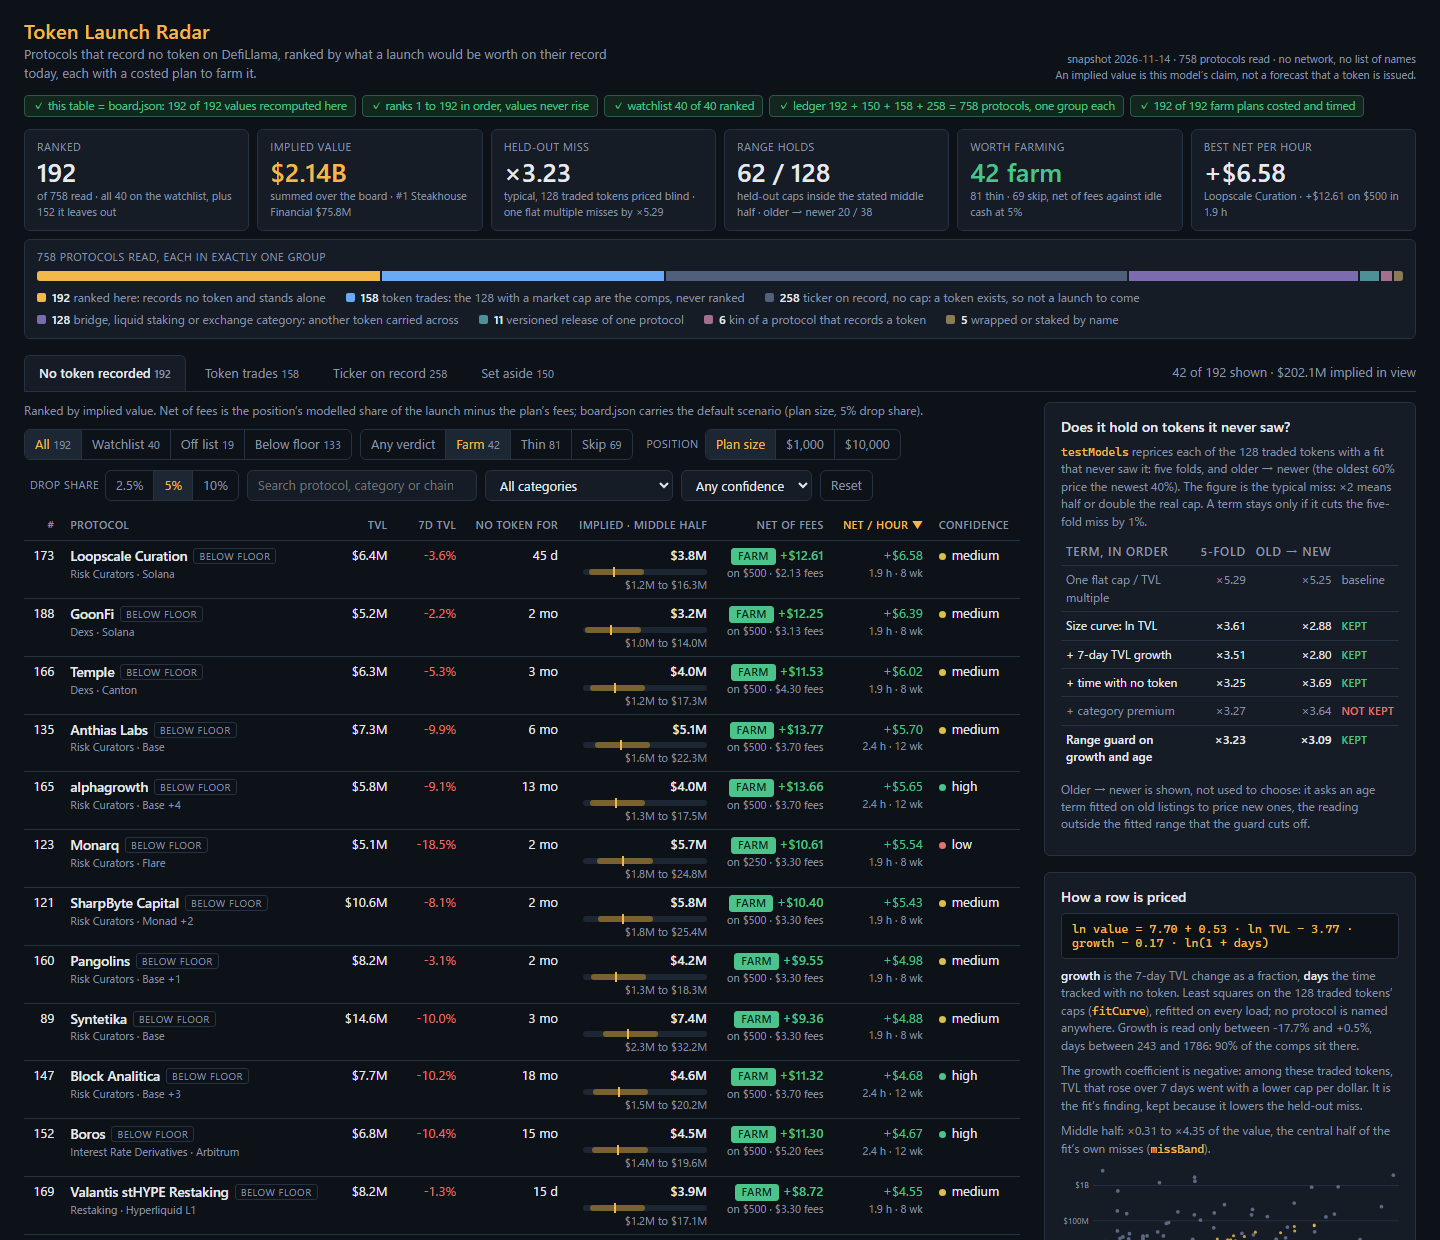 Token Launch Radar
Protocols that record no token on DefiLlama, ranked by what a launch would be worth on their record
today, each with a costed plan to farm it.
snapshot 2026-11-14 · 758 protocols read · no network, no list of names
An implied value is this model's claim, not a forecast that a token is issued.
✓ this table = board.json: 192 of 192 values recomputed here
✓ ranks 1 to 192 in order, values never rise
✓ watchlist 40 of 40 ranked
✓ ledger 192 + 150 + 158 + 258 = 758 protocols, one group each
✓ 192 of 192 farm plans costed and timed
RANKED
192
of 758 read · all 40 on the watchlist, plus
152 it leaves out
IMPLIED VALUE
$2.14B
summed over the board · #1 Steakhouse
Financial $75.8M
HELD-OUT MISS
×3.23
typical, 128 traded tokens priced blind ·
one flat multiple misses by ×5.29
RANGE HOLDS
62 / 128
held-out caps inside the stated middle
half · older → newer 20 / 38
WORTH FARMING
42 farm
81 thin · 69 skip, net of fees against idle
cash at 5%
BEST NET PER HOUR
+$6.58
Loopscale Curation · +$12.61 on $500 in
1.9 h
758 PROTOCOLS READ, EACH IN EXACTLY ONE GROUP
192 ranked here: records no token and stands alone
158 token trades: the 128 with a market cap are the comps, never ranked
258 ticker on record, no cap: a token exists, so not a launch to come
128 bridge, liquid staking or exchange category: another token carried across
11 versioned release of one protocol
6 kin of a protocol that records a token
5 wrapped or staked by name
No token recorded 192
Token trades 158
Ticker on record 258
Set aside 150
42 of 192 shown · $202.1M implied in view
Ranked by implied value. Net of fees is the position's modelled share of the launch minus the plan's fees; board.json carries the default scenario (plan size, 5% drop share).
All 192
Watchlist 40
Off list 19
Below floor 133
Any verdict
Farm 42
Thin 81
Skip 69
POSITION
Plan size
$1,000
$10,000
DROP SHARE
2.5%
5%
10%
Search protocol, category or chain
All categories
Any confidence
Reset
# PROTOCOL TVL 7D TVL NO TOKEN FOR IMPLIED · MIDDLE HALF NET OF FEES NET / HOUR ▼ CONFIDENCE
173 Loopscale Curation BELOW FLOOR $6.4M -3.6% 45 d $3.8M FARM +$12.61 +$6.58 medium
Risk Curators · Solana on $500 · $2.13 fees 1.9 h · 8 wk
$1.2M to $16.3M
188 GoonFi BELOW FLOOR $5.2M -2.2% 2 mo $3.2M FARM +$12.25 +$6.39 medium
Dexs · Solana on $500 · $3.13 fees 1.9 h · 8 wk
$1.0M to $14.0M
166 Temple BELOW FLOOR $6.3M -5.3% 3 mo $4.0M FARM +$11.53 +$6.02 medium
Dexs · Canton on $500 · $4.30 fees 1.9 h · 8 wk
$1.2M to $17.3M
135 Anthias Labs BELOW FLOOR $7.3M -9.9% 6 mo $5.1M FARM +$13.77 +$5.70 medium
Risk Curators · Base on $500 · $3.70 fees 2.4 h · 12 wk
$1.6M to $22.3M
165 alphagrowth BELOW FLOOR $5.8M -9.1% 13 mo $4.0M FARM +$13.66 +$5.65 high
Risk Curators · Base +4 on $500 · $3.70 fees 2.4 h · 12 wk
$1.3M to $17.5M
123 Monarq BELOW FLOOR $5.1M -18.5% 2 mo $5.7M FARM +$10.61 +$5.54 low
Risk Curators · Flare on $250 · $3.30 fees 1.9 h · 8 wk
$1.8M to $24.8M
121 SharpByte Capital BELOW FLOOR $10.6M -8.1% 2 mo $5.8M FARM +$10.40 +$5.43 medium
Risk Curators · Monad +2 on $500 · $3.30 fees 1.9 h · 8 wk
$1.8M to $25.4M
160 Pangolins BELOW FLOOR $8.2M -3.1% 2 mo $4.2M FARM +$9.55 +$4.98 medium
Risk Curators · Base +1 on $500 · $3.30 fees 1.9 h · 8 wk
$1.3M to $18.3M
89 Syntetika BELOW FLOOR $14.6M -10.0% 3 mo $7.4M FARM +$9.36 +$4.88 medium
Risk Curators · Base on $500 · $3.30 fees 1.9 h · 8 wk
$2.3M to $32.2M
147 Block Analitica BELOW FLOOR $7.7M -10.2% 18 mo $4.6M FARM +$11.32 +$4.68 high
Risk Curators · Base +3 on $500 · $3.70 fees 2.4 h · 12 wk
$1.5M to $20.2M
152 Boros BELOW FLOOR $6.8M -10.4% 15 mo $4.5M FARM +$11.30 +$4.67 high
Interest Rate Derivatives · Arbitrum on $500 · $5.20 fees 2.4 h · 12 wk
$1.4M to $19.6M
169 Valantis stHYPE Restaking BELOW FLOOR $8.2M -1.3% 15 d $3.9M FARM +$8.72 +$4.55 medium
Restaking · Hyperliquid L1 on $500 · $3.30 fees 1.9 h · 8 wk
$1.2M to $17.1M
Does it hold on tokens it never saw?
testModels reprices each of the 128 traded tokens with a fit
that never saw it: five folds, and older → newer (the oldest 60%
price the newest 40%). The figure is the typical miss: ×2 means
half or double the real cap. A term stays only if it cuts the five-
fold miss by 1%.
TERM, IN ORDER 5-FOLD OLD → NEW
One flat cap / TVL ×5.29 ×5.25 baseline
multiple
Size curve: ln TVL ×3.61 ×2.88 KEPT
+ 7-day TVL growth ×3.51 ×2.80 KEPT
+ time with no token ×3.25 ×3.69 KEPT
+ category premium ×3.27 ×3.64 NOT KEPT
Range guard on ×3.23 ×3.09 KEPT
growth and age
Older → newer is shown, not used to choose: it asks an age
term fitted on old listings to price new ones, the reading
outside the fitted range that the guard cuts off.
How a row is priced
ln value = 7.70 + 0.53 · ln TVL − 3.77 ·
growth − 0.17 · ln(1 + days)
growth is the 7-day TVL change as a fraction, days the time
tracked with no token. Least squares on the 128 traded tokens'
caps (fitCurve), refitted on every load; no protocol is named
anywhere. Growth is read only between -17.7% and +0.5%,
days between 243 and 1786: 90% of the comps sit there.
The growth coefficient is negative: among these traded tokens,
TVL that rose over 7 days went with a lower cap per dollar. It is
the fit's finding, kept because it lowers the held-out miss.
Middle half: ×0.31 to ×4.35 of the value, the central half of the
fit's own misses (missBand).
$1B
$100M